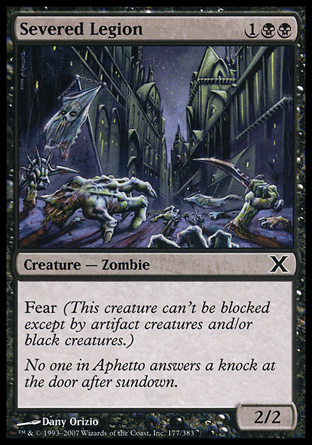 Severed Legion 1
Creature — Zombie X
Fear (This creature can't be blocked
except by artifact creatures and/or
black creatures.)
No one in Aphetto answers a knock at
the door after sundown.
Dany Orizio
™ & © 1993–2007 Wizards of the Coast, Inc. 177/383
2/2